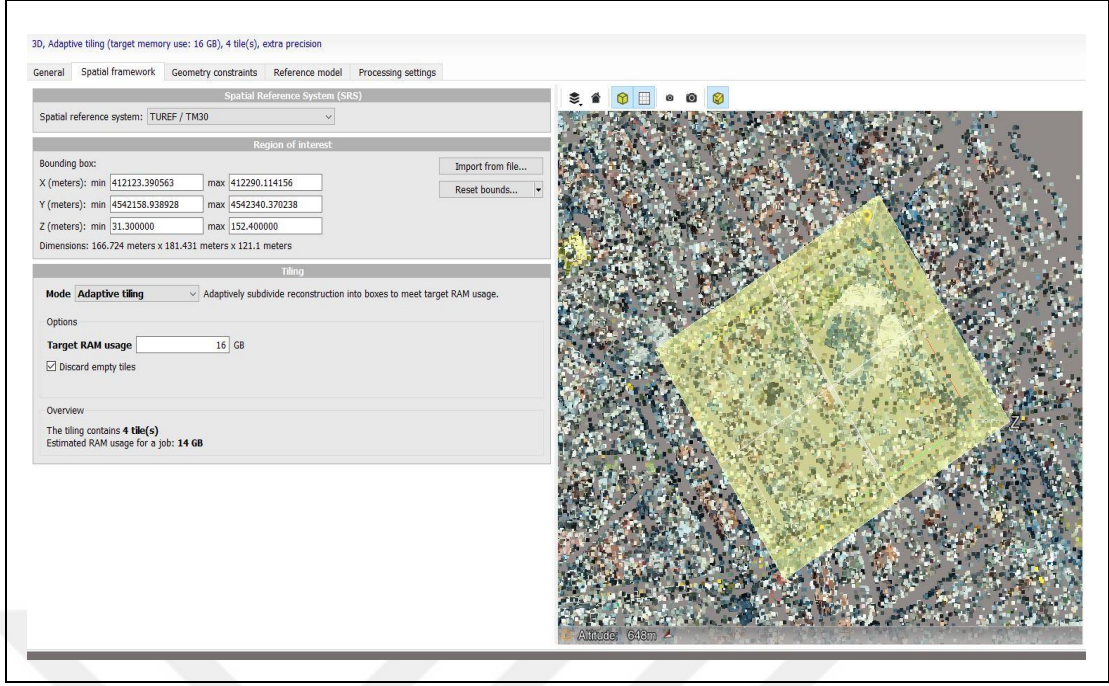 3D, Adaptive tiling (target memory use: 16 GB), 4 tile(s), extra precision
General Spatial framework Geometry constraints Reference model Processing settings
Spatial Reference System (SRS)
Spatial reference system: TUREF / TM30
Region of interest
Bounding box:
Import from file...
X (meters): min 412123.390563 max 412290.114156
Reset bounds...
Y (meters): min 4542158.938928 max 4542340.370238
Z (meters): min 31.300000 max 152.400000
Dimensions: 166.724 meters x 181.431 meters x 121.1 meters
Tiling
Mode Adaptive tiling Adaptively subdivide reconstruction into boxes to meet target RAM usage.
Options
Target RAM usage 16 GB
Discard empty tiles
Overview
The tiling contains 4 tile(s)
Estimated RAM usage for a job: 14 GB
Z
Altitude: 648m